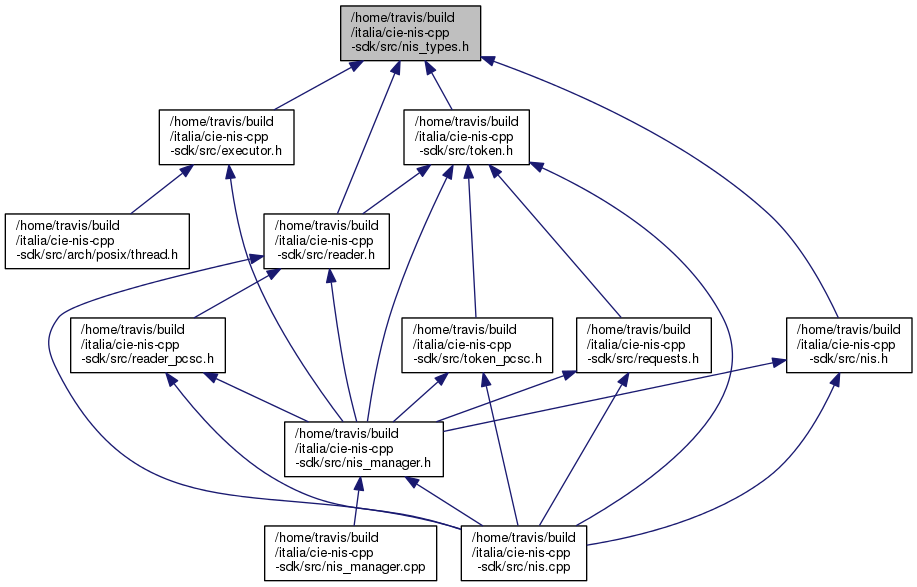 /home/travis/build
/italia/cie-nis-cpp
-sdk/src/nis_types.h
/home/travis/build
/italia/cie-nis-cpp
-sdk/src/executor.h
/home/travis/build
/italia/cie-nis-cpp
-sdk/src/token.h
/home/travis/build
/italia/cie-nis-cpp
-sdk/src/arch/posix/thread.h
/home/travis/build
/italia/cie-nis-cpp
-sdk/src/reader.h
/home/travis/build
/italia/cie-nis-cpp
-sdk/src/reader_pcsc.h
/home/travis/build
/italia/cie-nis-cpp
-sdk/src/token_pcsc.h
/home/travis/build
/italia/cie-nis-cpp
-sdk/src/requests.h
/home/travis/build
/italia/cie-nis-cpp
-sdk/src/nis.h
/home/travis/build
/italia/cie-nis-cpp
-sdk/src/nis_manager.h
/home/travis/build
/italia/cie-nis-cpp
-sdk/src/nis_manager.cpp
/home/travis/build
/italia/cie-nis-cpp
-sdk/src/nis.cpp